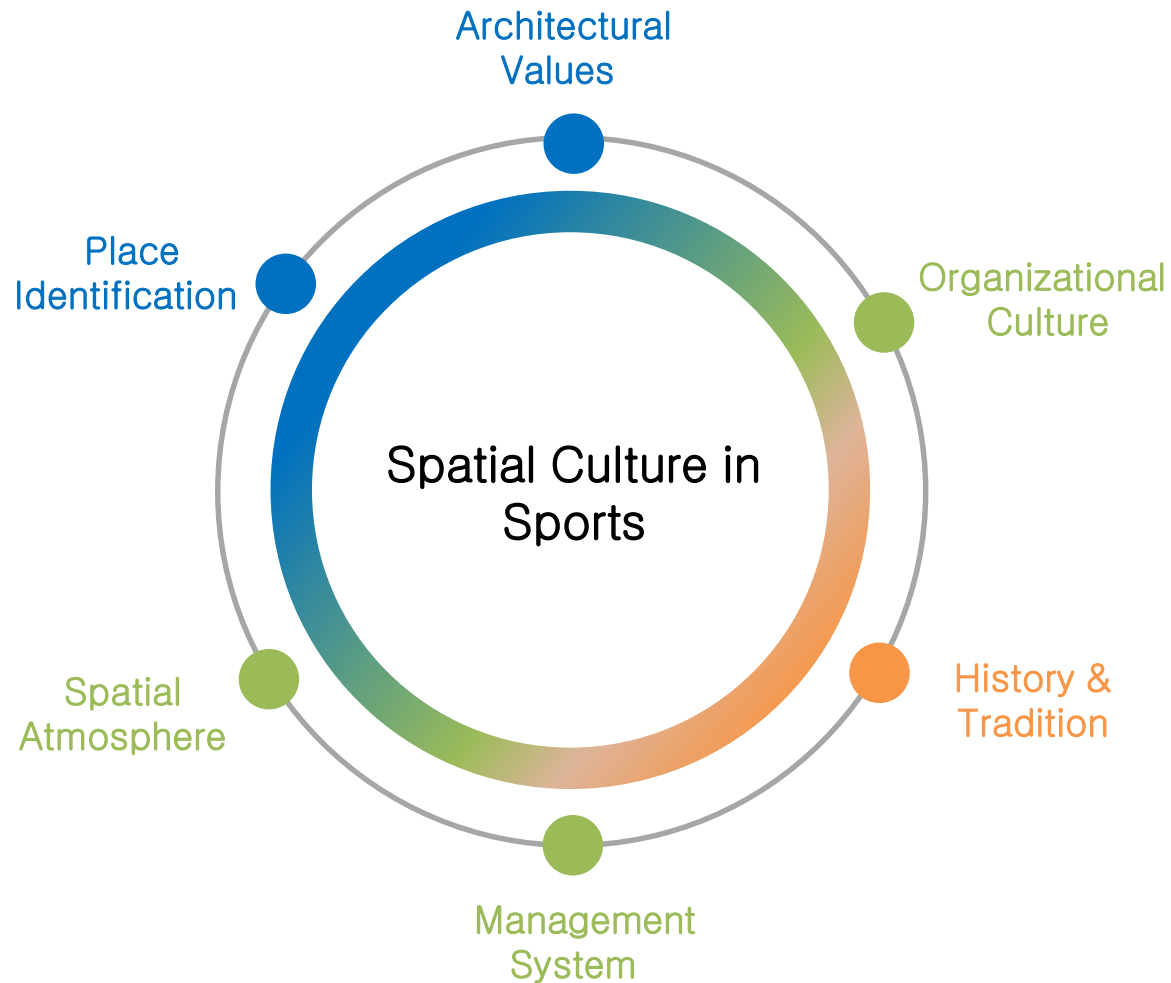 Architectural
Values
Place
Identification
Organizational
Culture
Spatial Culture in
Sports
Spatial
Atmosphere
History &
Tradition
Management
System